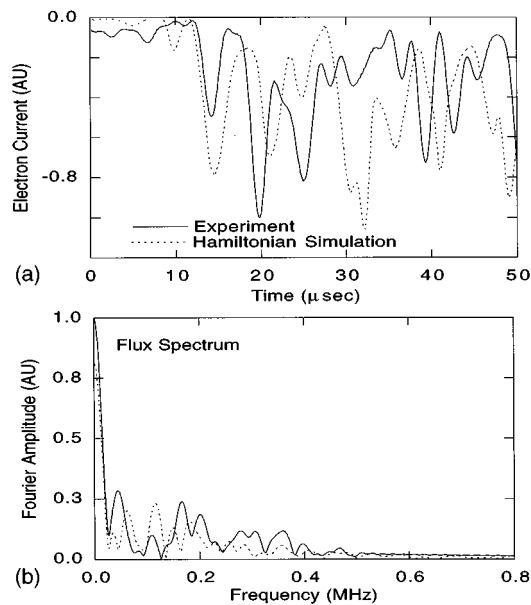 (a)
Electron Current (AU)
0.0
-0.8
Experiment
Hamiltonian Simulation
0
10
20
30
40
50
Time (μ sec)
(b)
Fourier Amplitude (AU)
1.0
0.8
0.5
0.3
0.0
Flux Spectrum
0.0
0.2
0.4
0.6
0.8
Frequency (MHz)